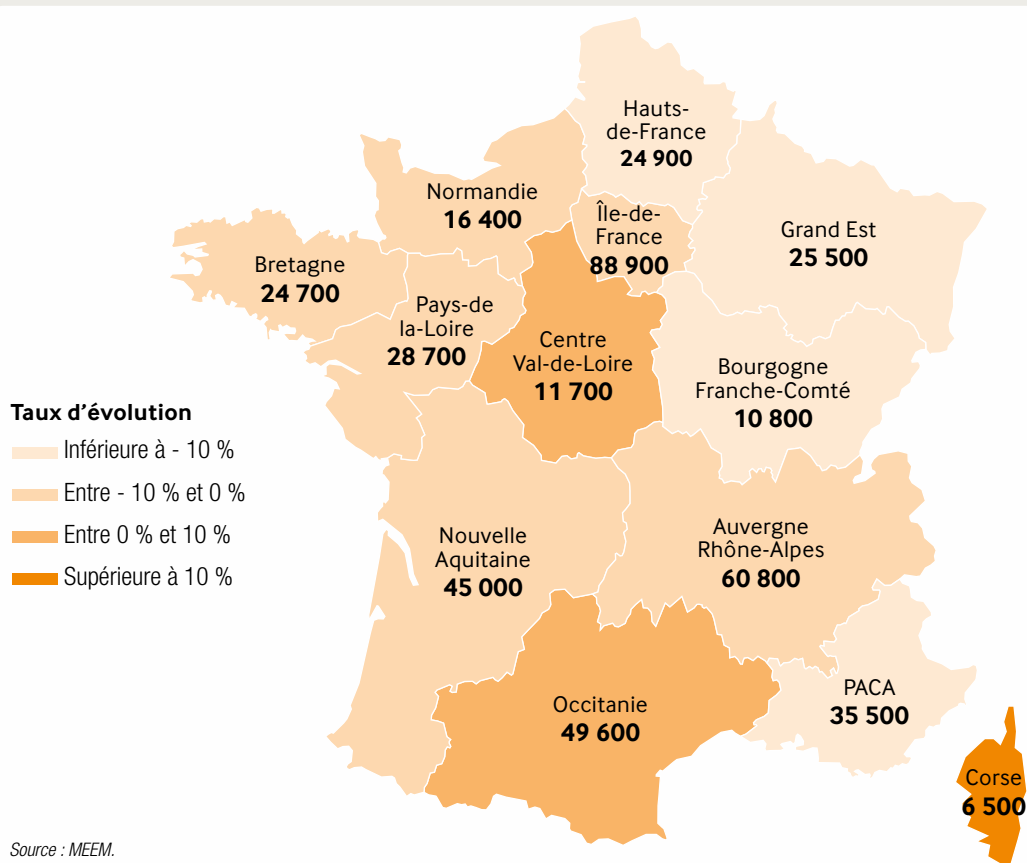 Hauts-
de-France
24 900
Normandie
16 400
Île-de-
France
88 900
Grand Est
25 500
Bretagne
24 700
Pays-de
la-Loire
28 700
Centre
Val-de-Loire
11 700
Bourgogne
Franche-Comté
10 800
Taux d'évolution
Inférieure à - 10 %
Entre - 10 % et 0 %
Entre 0 % et 10 %
Supérieure à 10 %
Nouvelle
Aquitaine
45 000
Auvergne
Rhône-Alpes
60 800
Occitanie
49 600
PACA
35 500
Corse
6 500
Source : MEEM.